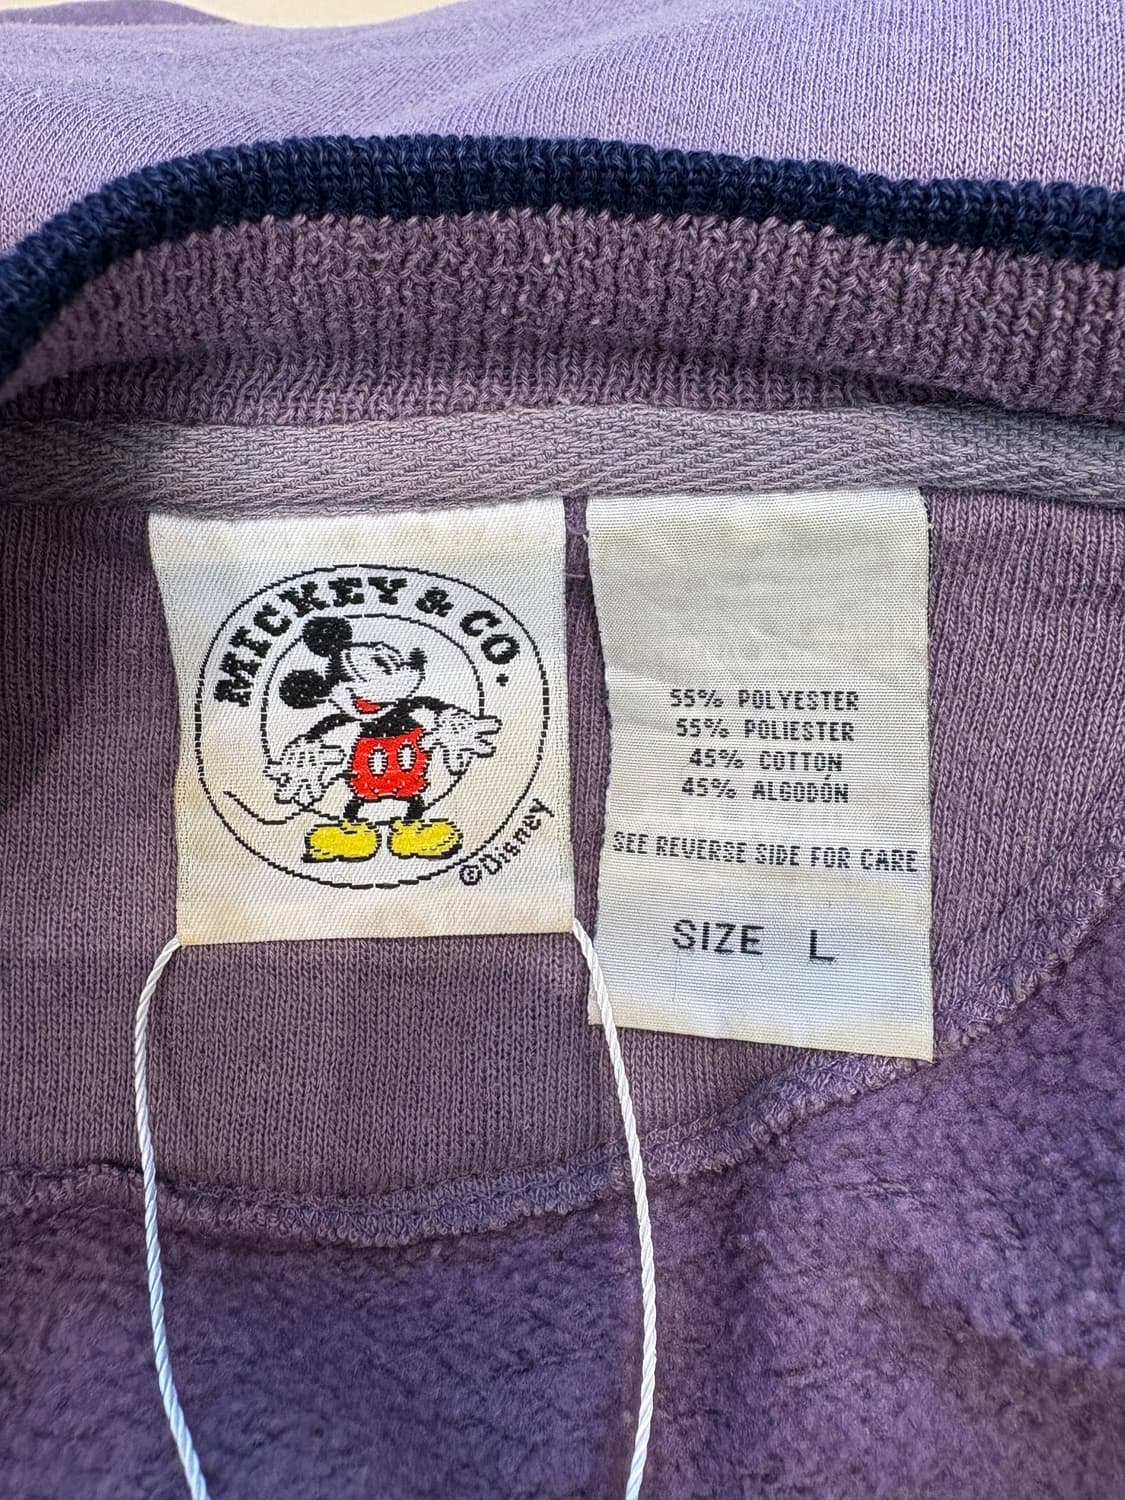 MICKEY & CO.
©Disney
55% POLYESTER
55% POLIESTER
45% COTTON
45% ALGODÓN
SEE REVERSE SIDE FOR CARE
SIZE L